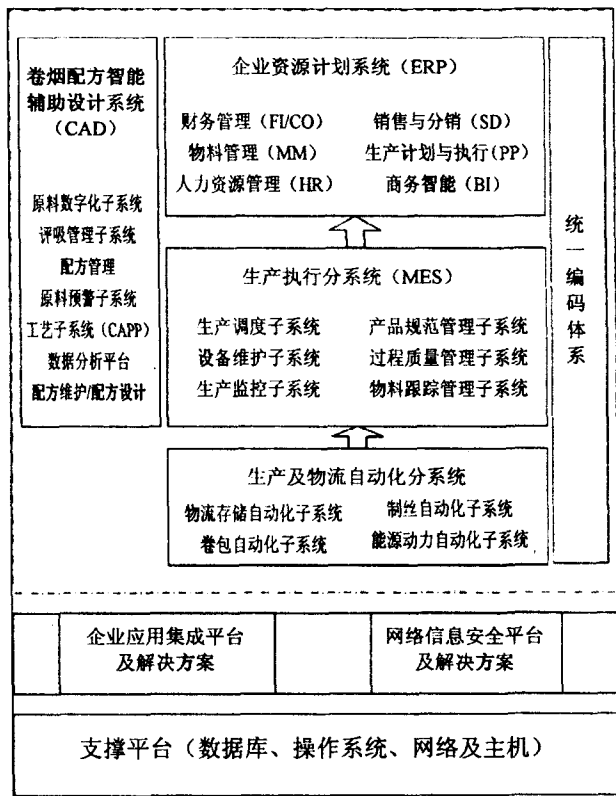 卷烟配方智能
辅助设计系统
（CAD）
原料数字化子系统
评吸管理子系统
配方管理
原料预警子系统
工艺子系统（CAPP）
数据分析平台
配方维护/配方设计
企业资源计划系统（ERP）
财务管理（FI/CO） 销售与分销（SD）
物料管理（MM） 生产计划与执行(PP)
人力资源管理（HR） 商务智能（BI）
生产执行分系统（MES）
生产调度子系统 产品规范管理子系统
设备维护子系统 过程质量管理子系统
生产监控子系统 物料跟踪管理子系统
生产及物流自动化分系统
物流存储自动化子系统 制丝自动化子系统
卷包自动化子系统 能源动力自动化子系统
统一编码体系
企业应用集成平台
及解决方案
网络信息安全平台
及解决方案
支撑平台（数据库、操作系统、网络及主机）